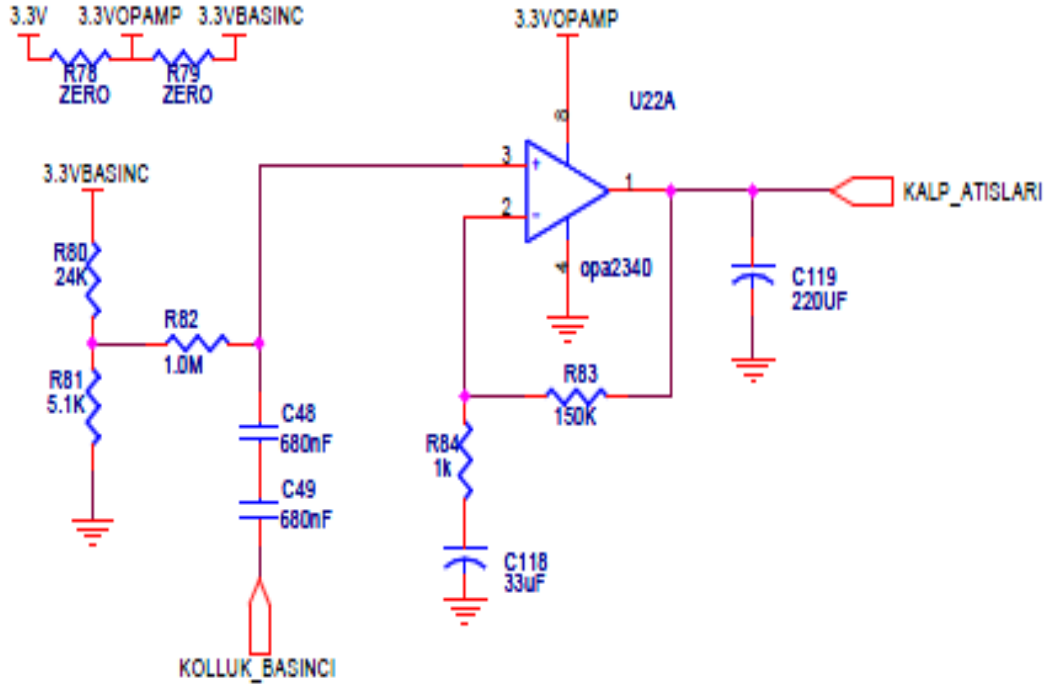 3.3V 3.3VOPAMP 3.3VBASINC
R78 R79
ZERO ZERO
3.3VOPAMP
8
U22A
3
1
2
4
opa2340
KALP_ATISLARI
3.3VBASINC
R80
24K
R82
1.0M
R81
5.1K
C119
220UF
R83
150K
C48
680nF
R84
1k
C49
680nF
C118
33uF
KOLLUK_BASINCI